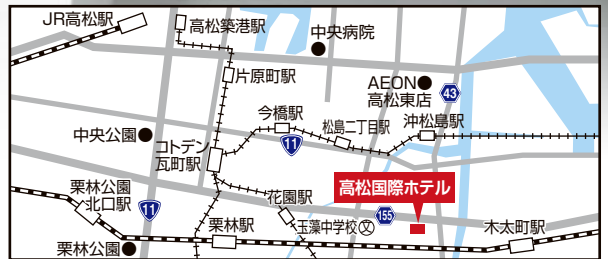 JR高松駅
高松築港駅
中央病院
片原町駅
AEON
高松東店
43
今橋駅
松島二丁目駅
沖松島駅
中央公園
コトデン
瓦町駅
11
高松国際ホテル
栗林公園
北口駅
11
花園駅
155
栗林駅
玉藻中学校
文
木太町駅
栗林公園